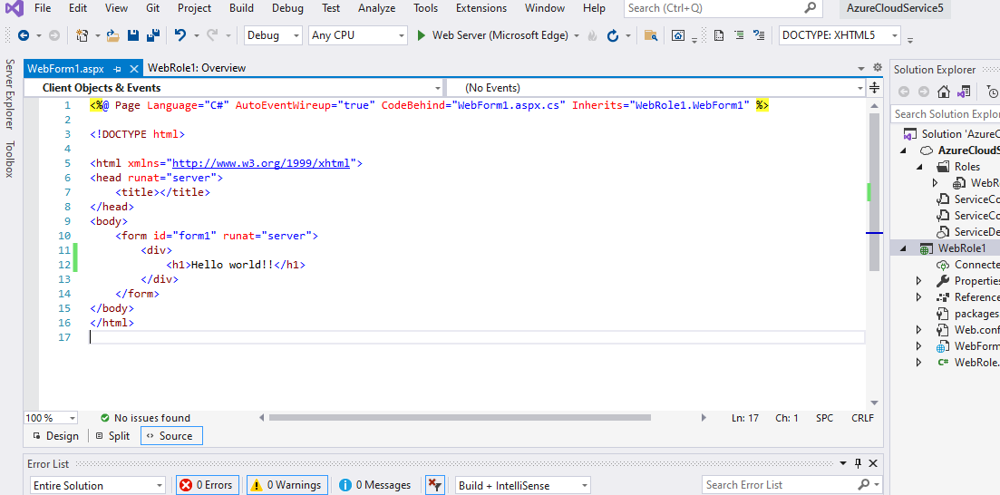 File Edit View Git Project Build Debug Test Analyze Tools Extensions Window Help Search (Ctrl+Q) AzureCloudService5
Debug Any CPU Web Server (Microsoft Edge) DOCTYPE: XHTML5
Server Explorer
Toolbox
WebForm1.aspx WebRole1: Overview
Client Objects & Events (No Events)
1 <%@ Page Language="C#" AutoEventWireup="true" CodeBehind="WebForm1.aspx.cs" Inherits="WebRole1.WebForm1" %>
2
3 <!DOCTYPE html>
4
5 <html xmlns="http://www.w3.org/1999/xhtml">
6 <head runat="server">
7 <title></title>
8 </head>
9 <body>
10 <form id="form1" runat="server">
11 <div>
12 <h1>Hello world!!</h1>
13 </div>
14 </form>
15 </body>
16 </html>
17
100 % No issues found Ln: 17 Ch: 1 SPC CRLF
Design Split Source
Error List
Entire Solution 0 Errors 0 Warnings 0 Messages Build + IntelliSense Search Error List
Solution Explorer
Search Solution Explo
Solution 'AzureC
AzureCloudS
Roles
WebR
ServiceCo
ServiceCo
ServiceDe
WebRole1
Connecte
Properties
Reference
packages
Web.conf
WebForm
C# WebRole.